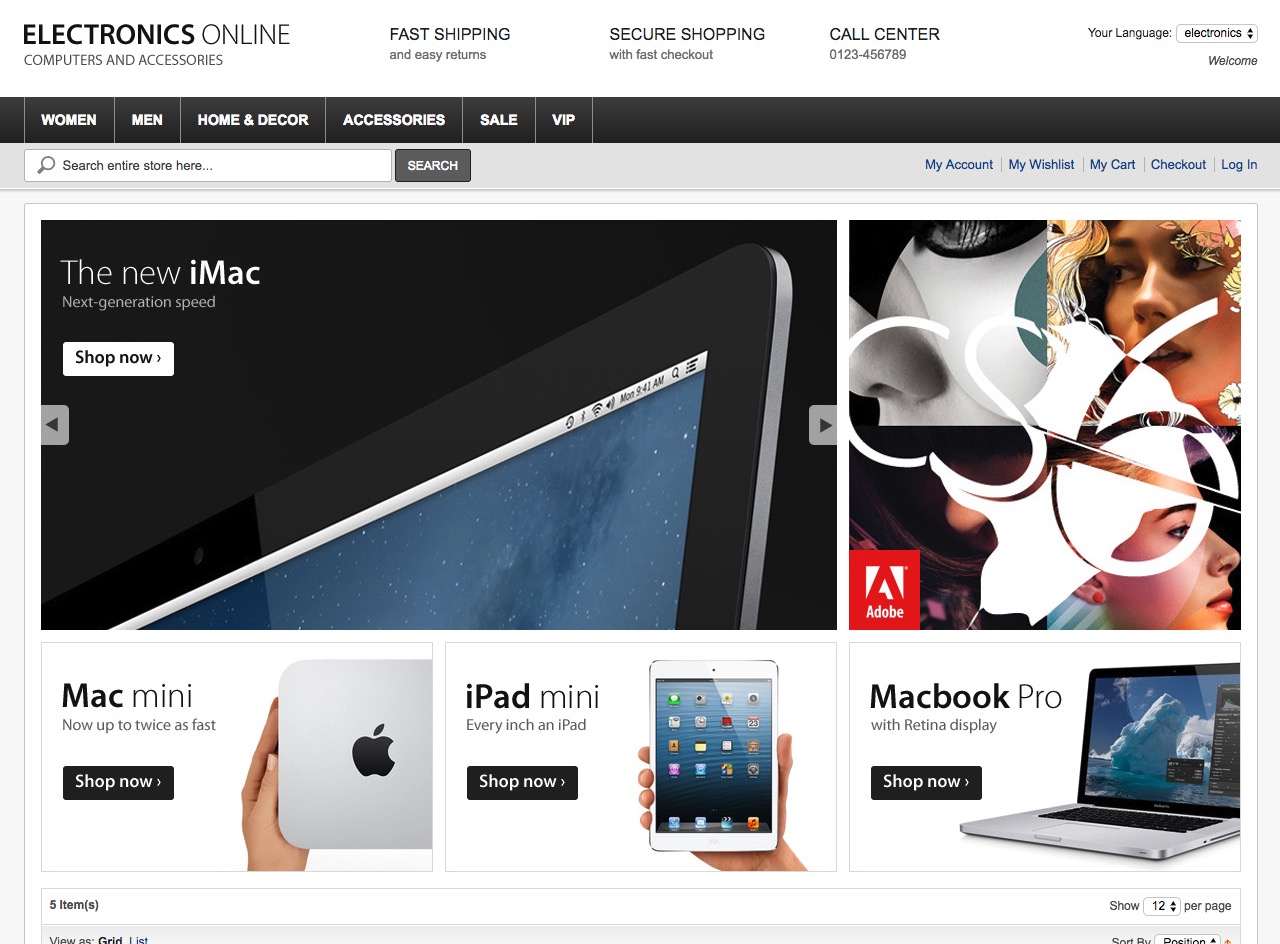 ELECTRONICS ONLINE
COMPUTERS AND ACCESSORIES
FAST SHIPPING
and easy returns
SECURE SHOPPING
with fast checkout
CALL CENTER
0123-456789
Your Language: electronics
Welcome
WOMEN MEN HOME & DECOR ACCESSORIES SALE VIP
Search entire store here... SEARCH
My Account My Wishlist My Cart Checkout Log In
The new iMac
Next-generation speed
Shop now ›
Mon 9:41 AM
CS6
Adobe
Mac mini
Now up to twice as fast
Shop now ›
iPad mini
Every inch an iPad
Shop now ›
Macbook Pro
with Retina display
Shop now ›
5 Item(s)
Show 12 per page
View as: Grid List
Sort By Position